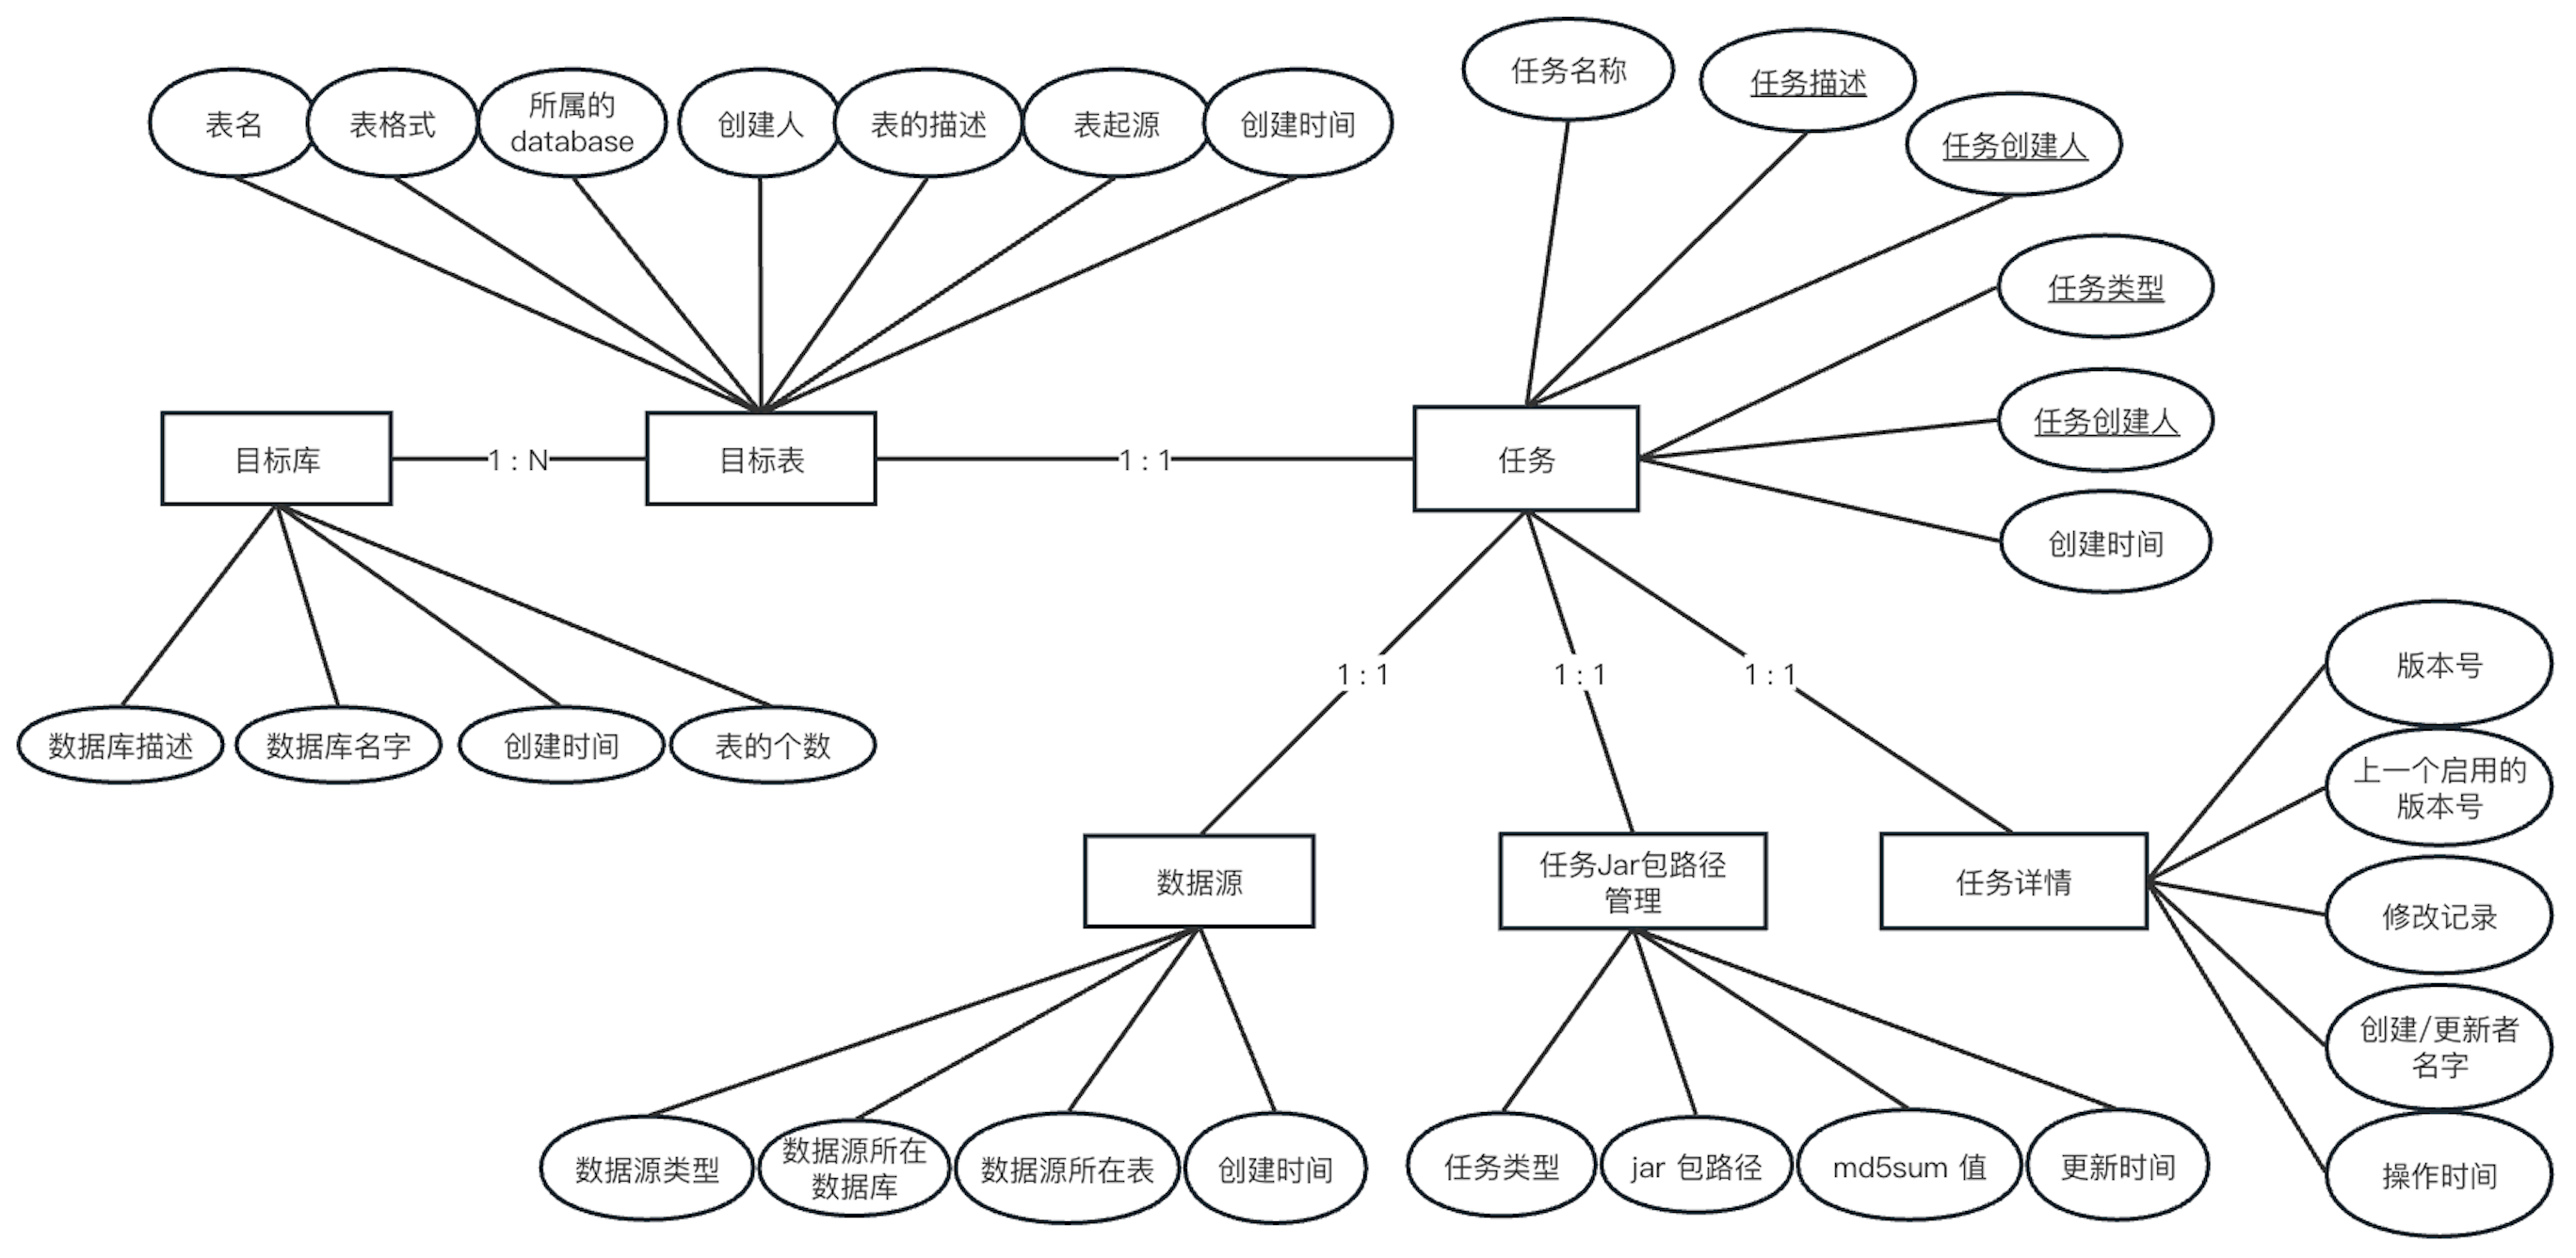 任务名称
任务描述
任务创建人
表名
表格式
所属的
database
创建人
表的描述
表起源
创建时间
任务类型
任务创建人
创建时间
目标库
1 : N
目标表
1 : 1
任务
1 : 1
1 : 1
1 : 1
版本号
上一个启用的
版本号
修改记录
创建/更新者
名字
操作时间
数据库描述
数据库名字
创建时间
表的个数
数据源
任务Jar包路径
管理
任务详情
数据源类型
数据源所在
数据库
数据源所在表
创建时间
任务类型
jar 包路径
md5sum 值
更新时间